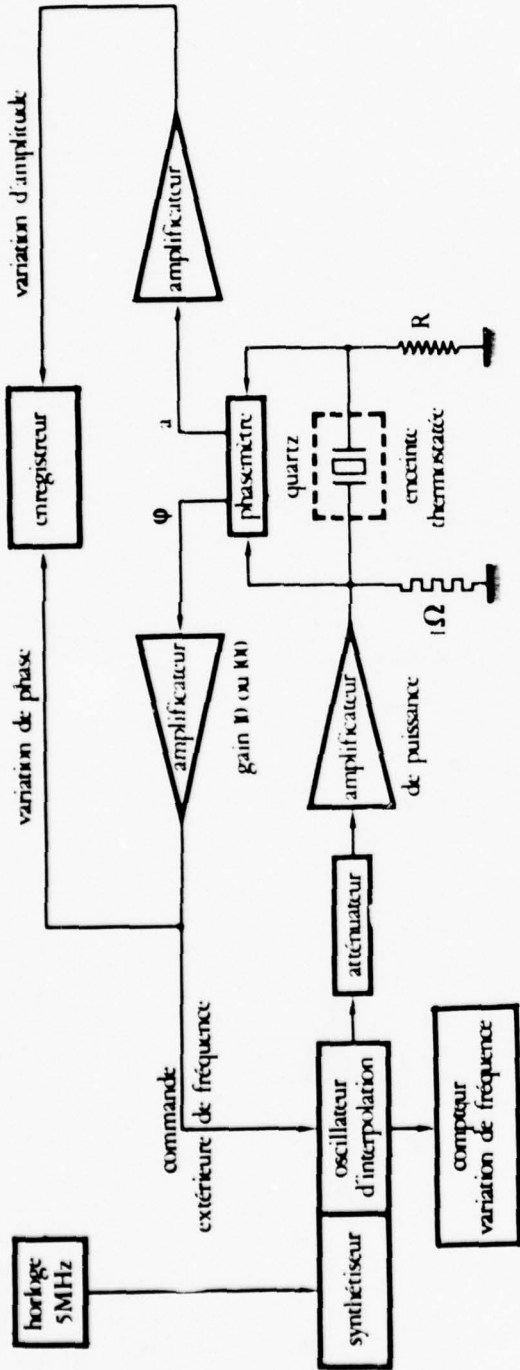 horloge
5MHz
synthétiseur
oscillateur
d'interpolation
compteur
variation de fréquence
commande
extérieure de fréquence
atténuateur
amplificateur
de puissance
variation de phase
amplificateur
gain 10 ou 100
φ
a
phasemètre
quartz
enceinte
thermostatée
1Ω
R
enregistreur
variation d'amplitude
amplificateur